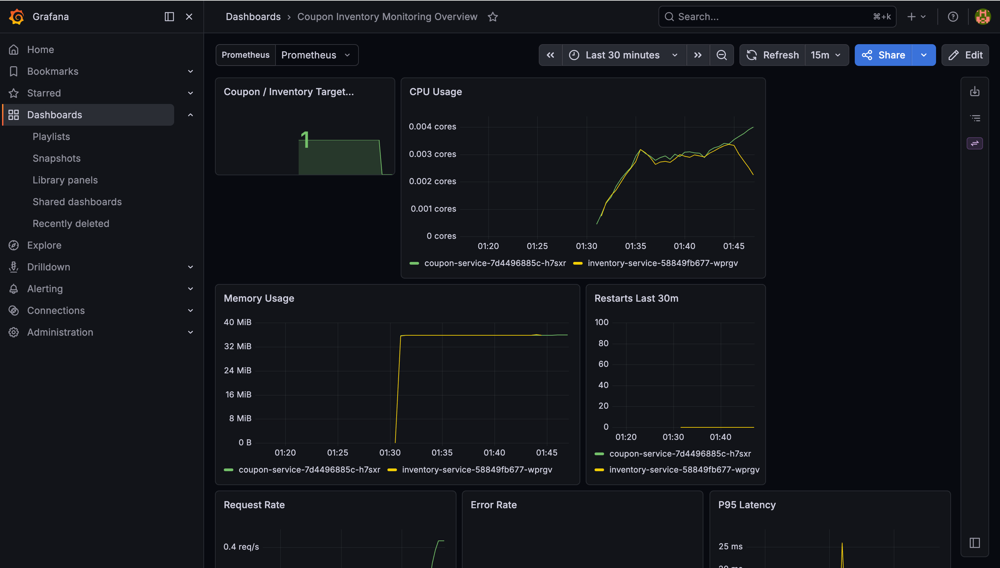 Grafana
Dashboards › Coupon Inventory Monitoring Overview
Search...
⌘+k
Home
Bookmarks
Starred
Dashboards
Playlists
Snapshots
Library panels
Shared dashboards
Recently deleted
Explore
Drilldown
Alerting
Connections
Administration
Prometheus
Prometheus
Last 30 minutes
Refresh
15m
Share
Edit
Coupon / Inventory Target...
1
CPU Usage
0.004 cores
0.003 cores
0.002 cores
0.001 cores
0 cores
01:20 01:25 01:30 01:35 01:40 01:45
coupon-service-7d4496885c-h7sxr inventory-service-58849fb677-wprgv
Memory Usage
40 MiB
32 MiB
24 MiB
16 MiB
8 MiB
0 B
01:20 01:25 01:30 01:35 01:40 01:45
coupon-service-7d4496885c-h7sxr inventory-service-58849fb677-wprgv
Restarts Last 30m
100
80
60
40
20
0
01:20 01:30 01:40
coupon-service-7d4496885c-h7sxr
inventory-service-58849fb677-wprgv
Request Rate
0.4 req/s
Error Rate
P95 Latency
25 ms